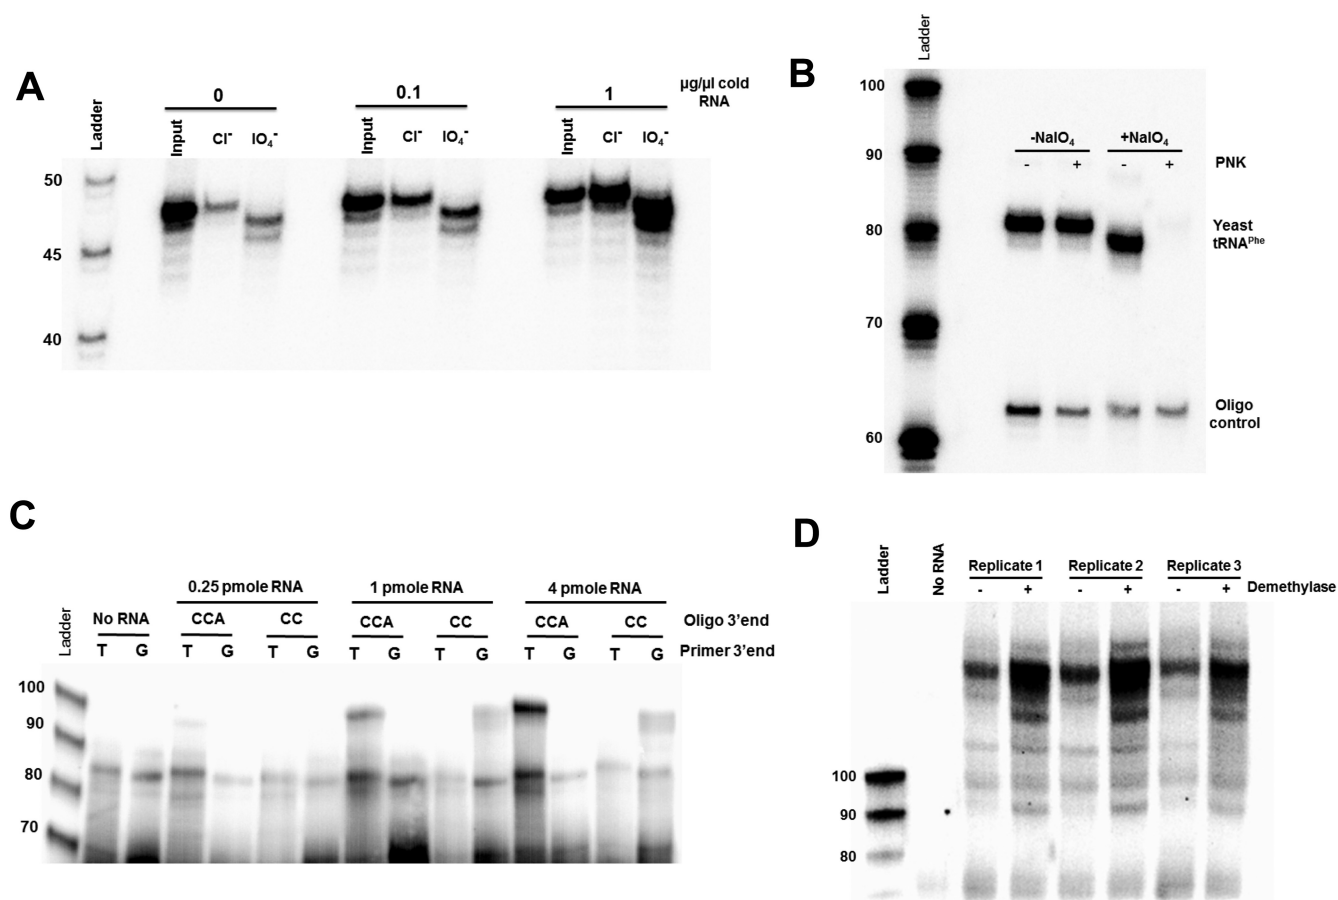 A
Ladder
0
0.1
1
µg/µl cold
RNA
Input
Cl-
IO4-
Input
Cl-
IO4-
Input
Cl-
IO4-
50
45
40
B
Ladder
100
90
80
70
60
-NaIO4
+NaIO4
-
+
-
+
PNK
Yeast
tRNAPhe
Oligo
control
C
Ladder
0.25 pmole RNA
1 pmole RNA
4 pmole RNA
No RNA
CCA
CC
CCA
CC
CCA
CC
Oligo 3'end
T
G
T
G
T
G
T
G
T
G
T
G
T
G
Primer 3'end
100
90
80
70
D
Ladder
No RNA
Replicate 1
Replicate 2
Replicate 3
-
+
-
+
-
+
Demethylase
100
90
80